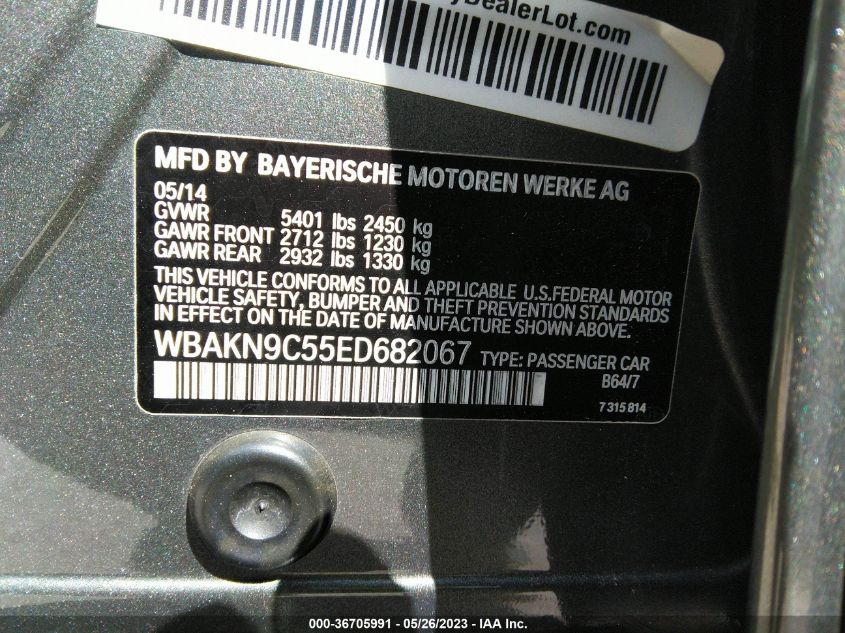 DealerLot.com
MFD BY BAYERISCHE MOTOREN WERKE AG
05/14
GVWR 5401 lbs 2450 kg
GAWR FRONT 2712 lbs 1230 kg
GAWR REAR 2932 lbs 1330 kg
THIS VEHICLE CONFORMS TO ALL APPLICABLE U.S.FEDERAL MOTOR
VEHICLE SAFETY, BUMPER AND THEFT PREVENTION STANDARDS
IN EFFECT ON THE DATE OF MANUFACTURE SHOWN ABOVE.
WBAKN9C55ED682067 TYPE: PASSENGER CAR
B64/7
7315814
000-36705991 - 05/26/2023 - IAA Inc.